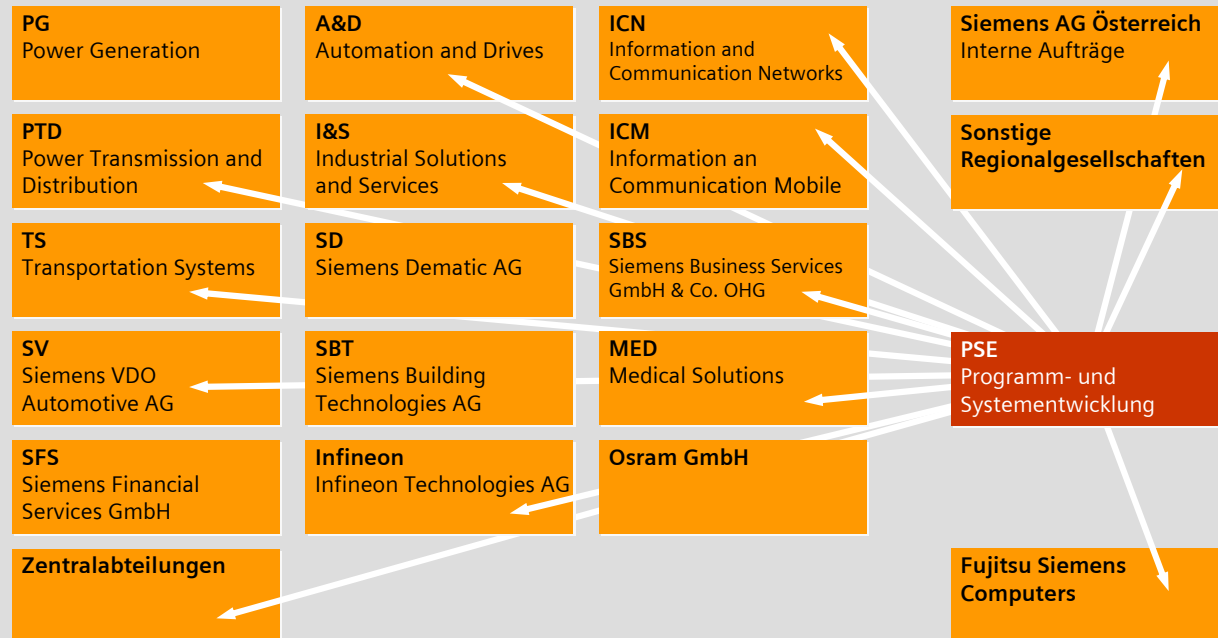 PG
Power Generation
A&D
Automation and Drives
ICN
Information and
Communication Networks
Siemens AG Österreich
Interne Aufträge
PTD
Power Transmission and
Distribution
I&S
Industrial Solutions
and Services
ICM
Information an
Communication Mobile
Sonstige
Regionalgesellschaften
TS
Transportation Systems
SD
Siemens Dematic AG
SBS
Siemens Business Services
GmbH & Co. OHG
SV
Siemens VDO
Automotive AG
SBT
Siemens Building
Technologies AG
MED
Medical Solutions
PSE
Programm- und
Systementwicklung
SFS
Siemens Financial
Services GmbH
Infineon
Infineon Technologies AG
Osram GmbH
Zentralabteilungen
Fujitsu Siemens
Computers